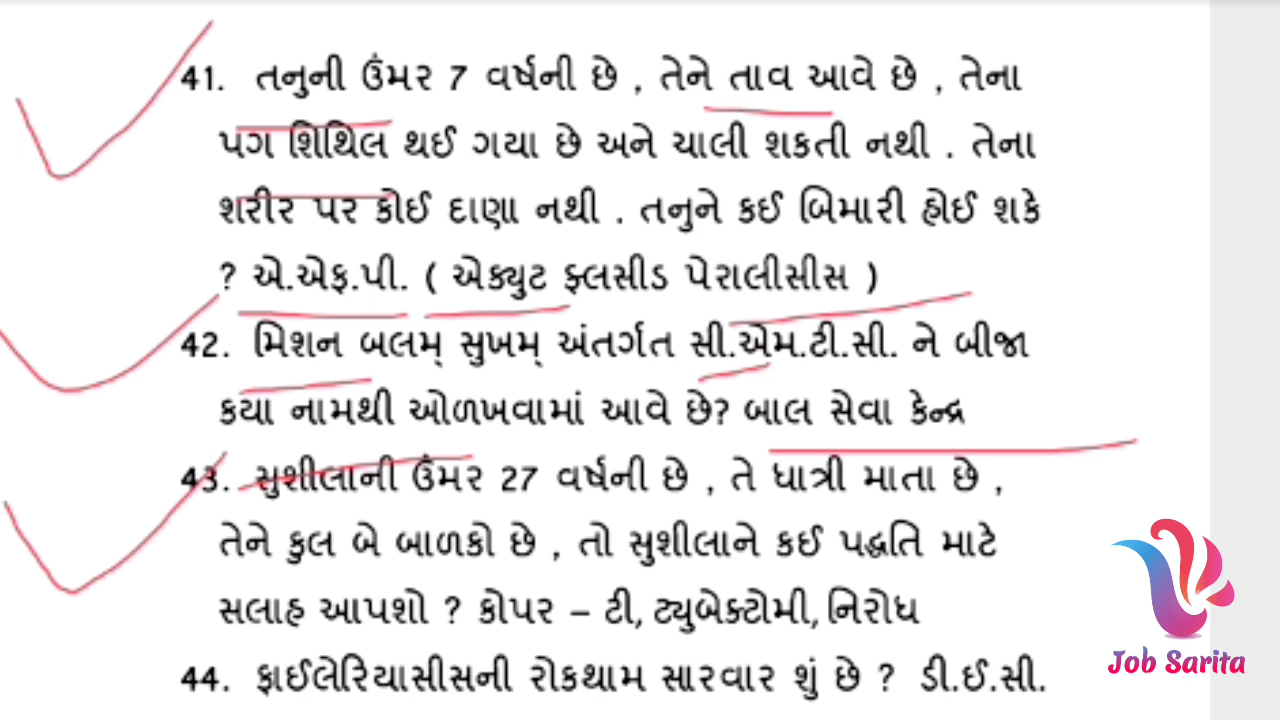 41. તનુની ઉંમર 7 વર્ષની છે , તેને તાવ આવે છે , તેના
પગ શિથિલ થઈ ગયા છે અને ચાલી શકતી નથી . તેના
શરીર પર કોઈ દાણા નથી . તનુને કઈ બિમારી હોઈ શકે
? એ.એફ.પી. ( એક્યુટ ફ્લસીડ પેરાલીસીસ )
42. મિશન બલમ્ સુખમ્ અંતર્ગત સી.એમ.ટી.સી. ને બીજા
કયા નામથી ઓળખવામાં આવે છે? બાલ સેવા કેન્દ્ર
43. સુશીલાની ઉંમર 27 વર્ષની છે , તે ધાત્રી માતા છે ,
તેને કુલ બે બાળકો છે , તો સુશીલાને કઈ પદ્ધતિ માટે
સલાહ આપશો ? કોપર – ટી, ટ્યુબેક્ટોમી, નિરોધ
44. ફાઈલેરિયાસીસની રોકથામ સારવાર શું છે ? ડી.ઈ.સી.
Job Sarita